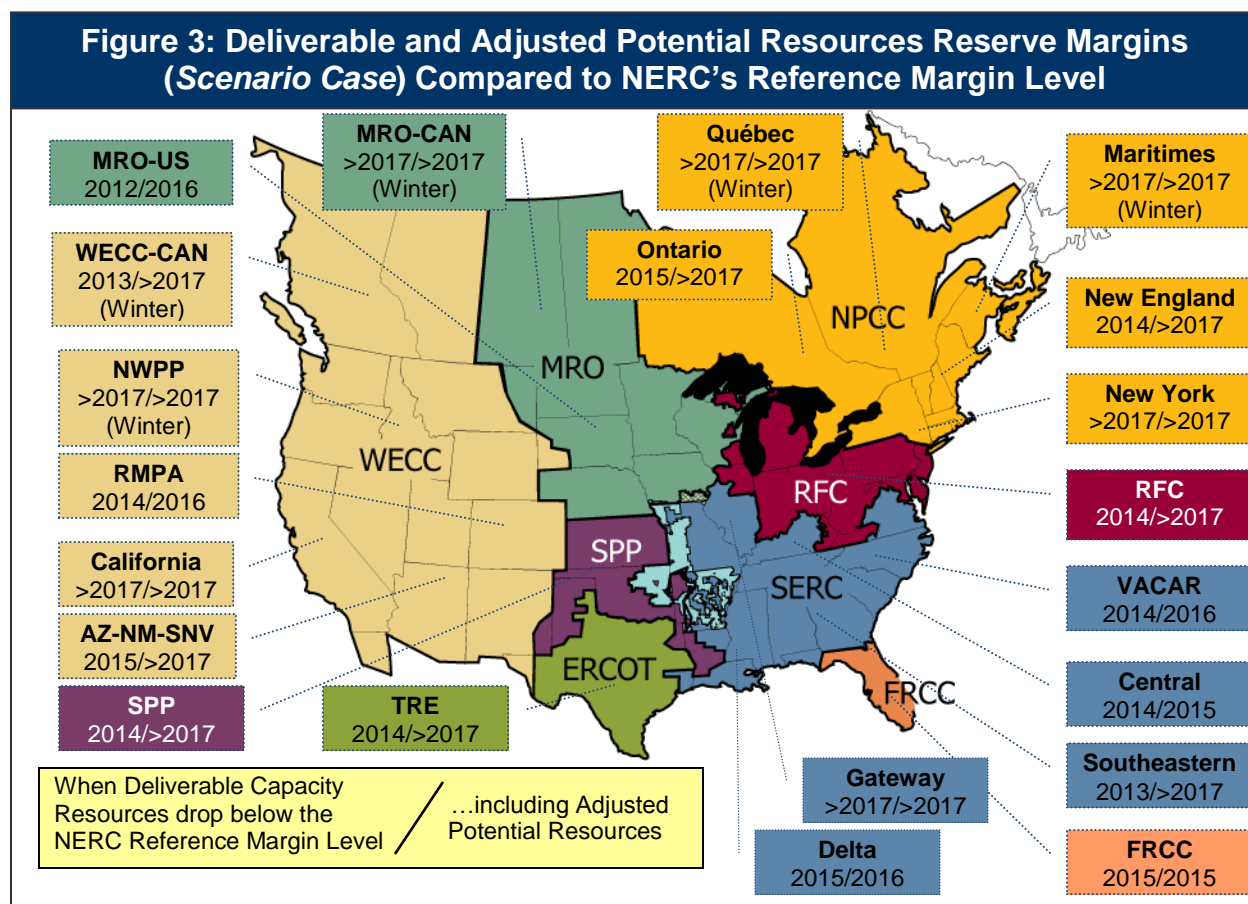 Figure 3: Deliverable and Adjusted Potential Resources Reserve Margins
(Scenario Case) Compared to NERC's Reference Margin Level
MRO-US
2012/2016
MRO-CAN
>2017/>2017
(Winter)
Québec
>2017/>2017
(Winter)
Maritimes
>2017/>2017
(Winter)
WECC-CAN
2013/>2017
(Winter)
Ontario
2015/>2017
New England
2014/>2017
NWPP
>2017/>2017
(Winter)
New York
>2017/>2017
RMPA
2014/2016
RFC
2014/>2017
California
>2017/>2017
VACAR
2014/2016
AZ-NM-SNV
2015/>2017
Central
2014/2015
SPP
2014/>2017
TRE
2014/>2017
Southeastern
2013/>2017
Gateway
>2017/>2017
Delta
2015/2016
FRCC
2015/2015
NPCC
MRO
WECC
RFC
SPP
SERC
ERCOT
FRCC
When Deliverable Capacity
Resources drop below the
NERC Reference Margin Level
/
…including Adjusted
Potential Resources